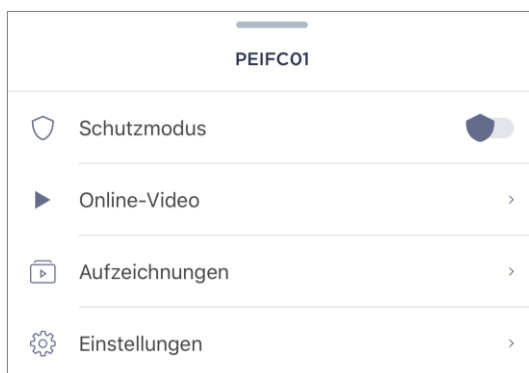 PEIFC01
Schutzmodus
Online-Video
Aufzeichnungen
Einstellungen